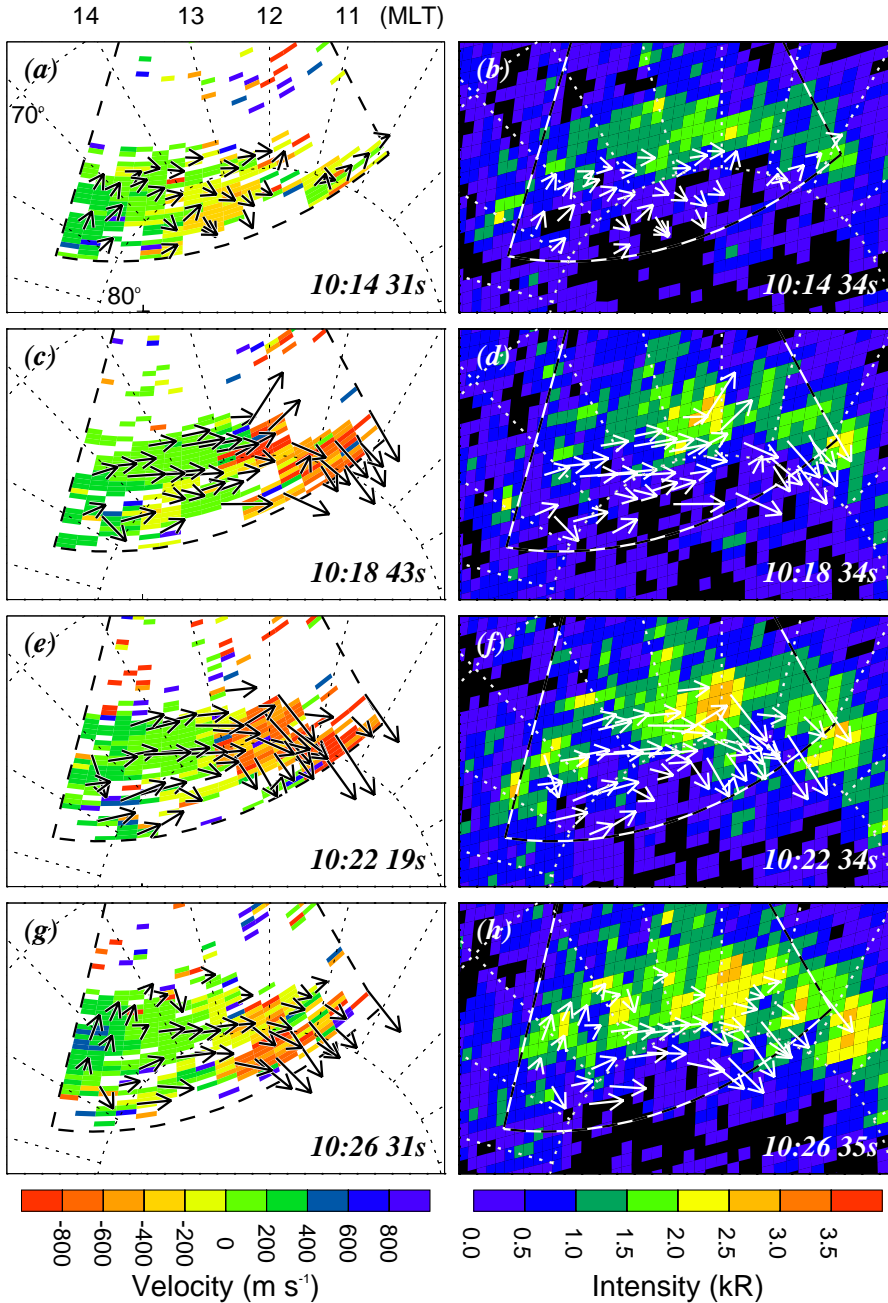 14 13 12 11 (MLT)
(a)
70°
80°
10:14 31s
(b)
10:14 34s
(c)
10:18 43s
(d)
10:18 34s
(e)
10:22 19s
(f)
10:22 34s
(g)
10:26 31s
(h)
10:26 35s
-800 -600 -400 -200 0 200 400 600 800
Velocity (m s⁻¹)
0.0 0.5 1.0 1.5 2.0 2.5 3.0 3.5
Intensity (kR)